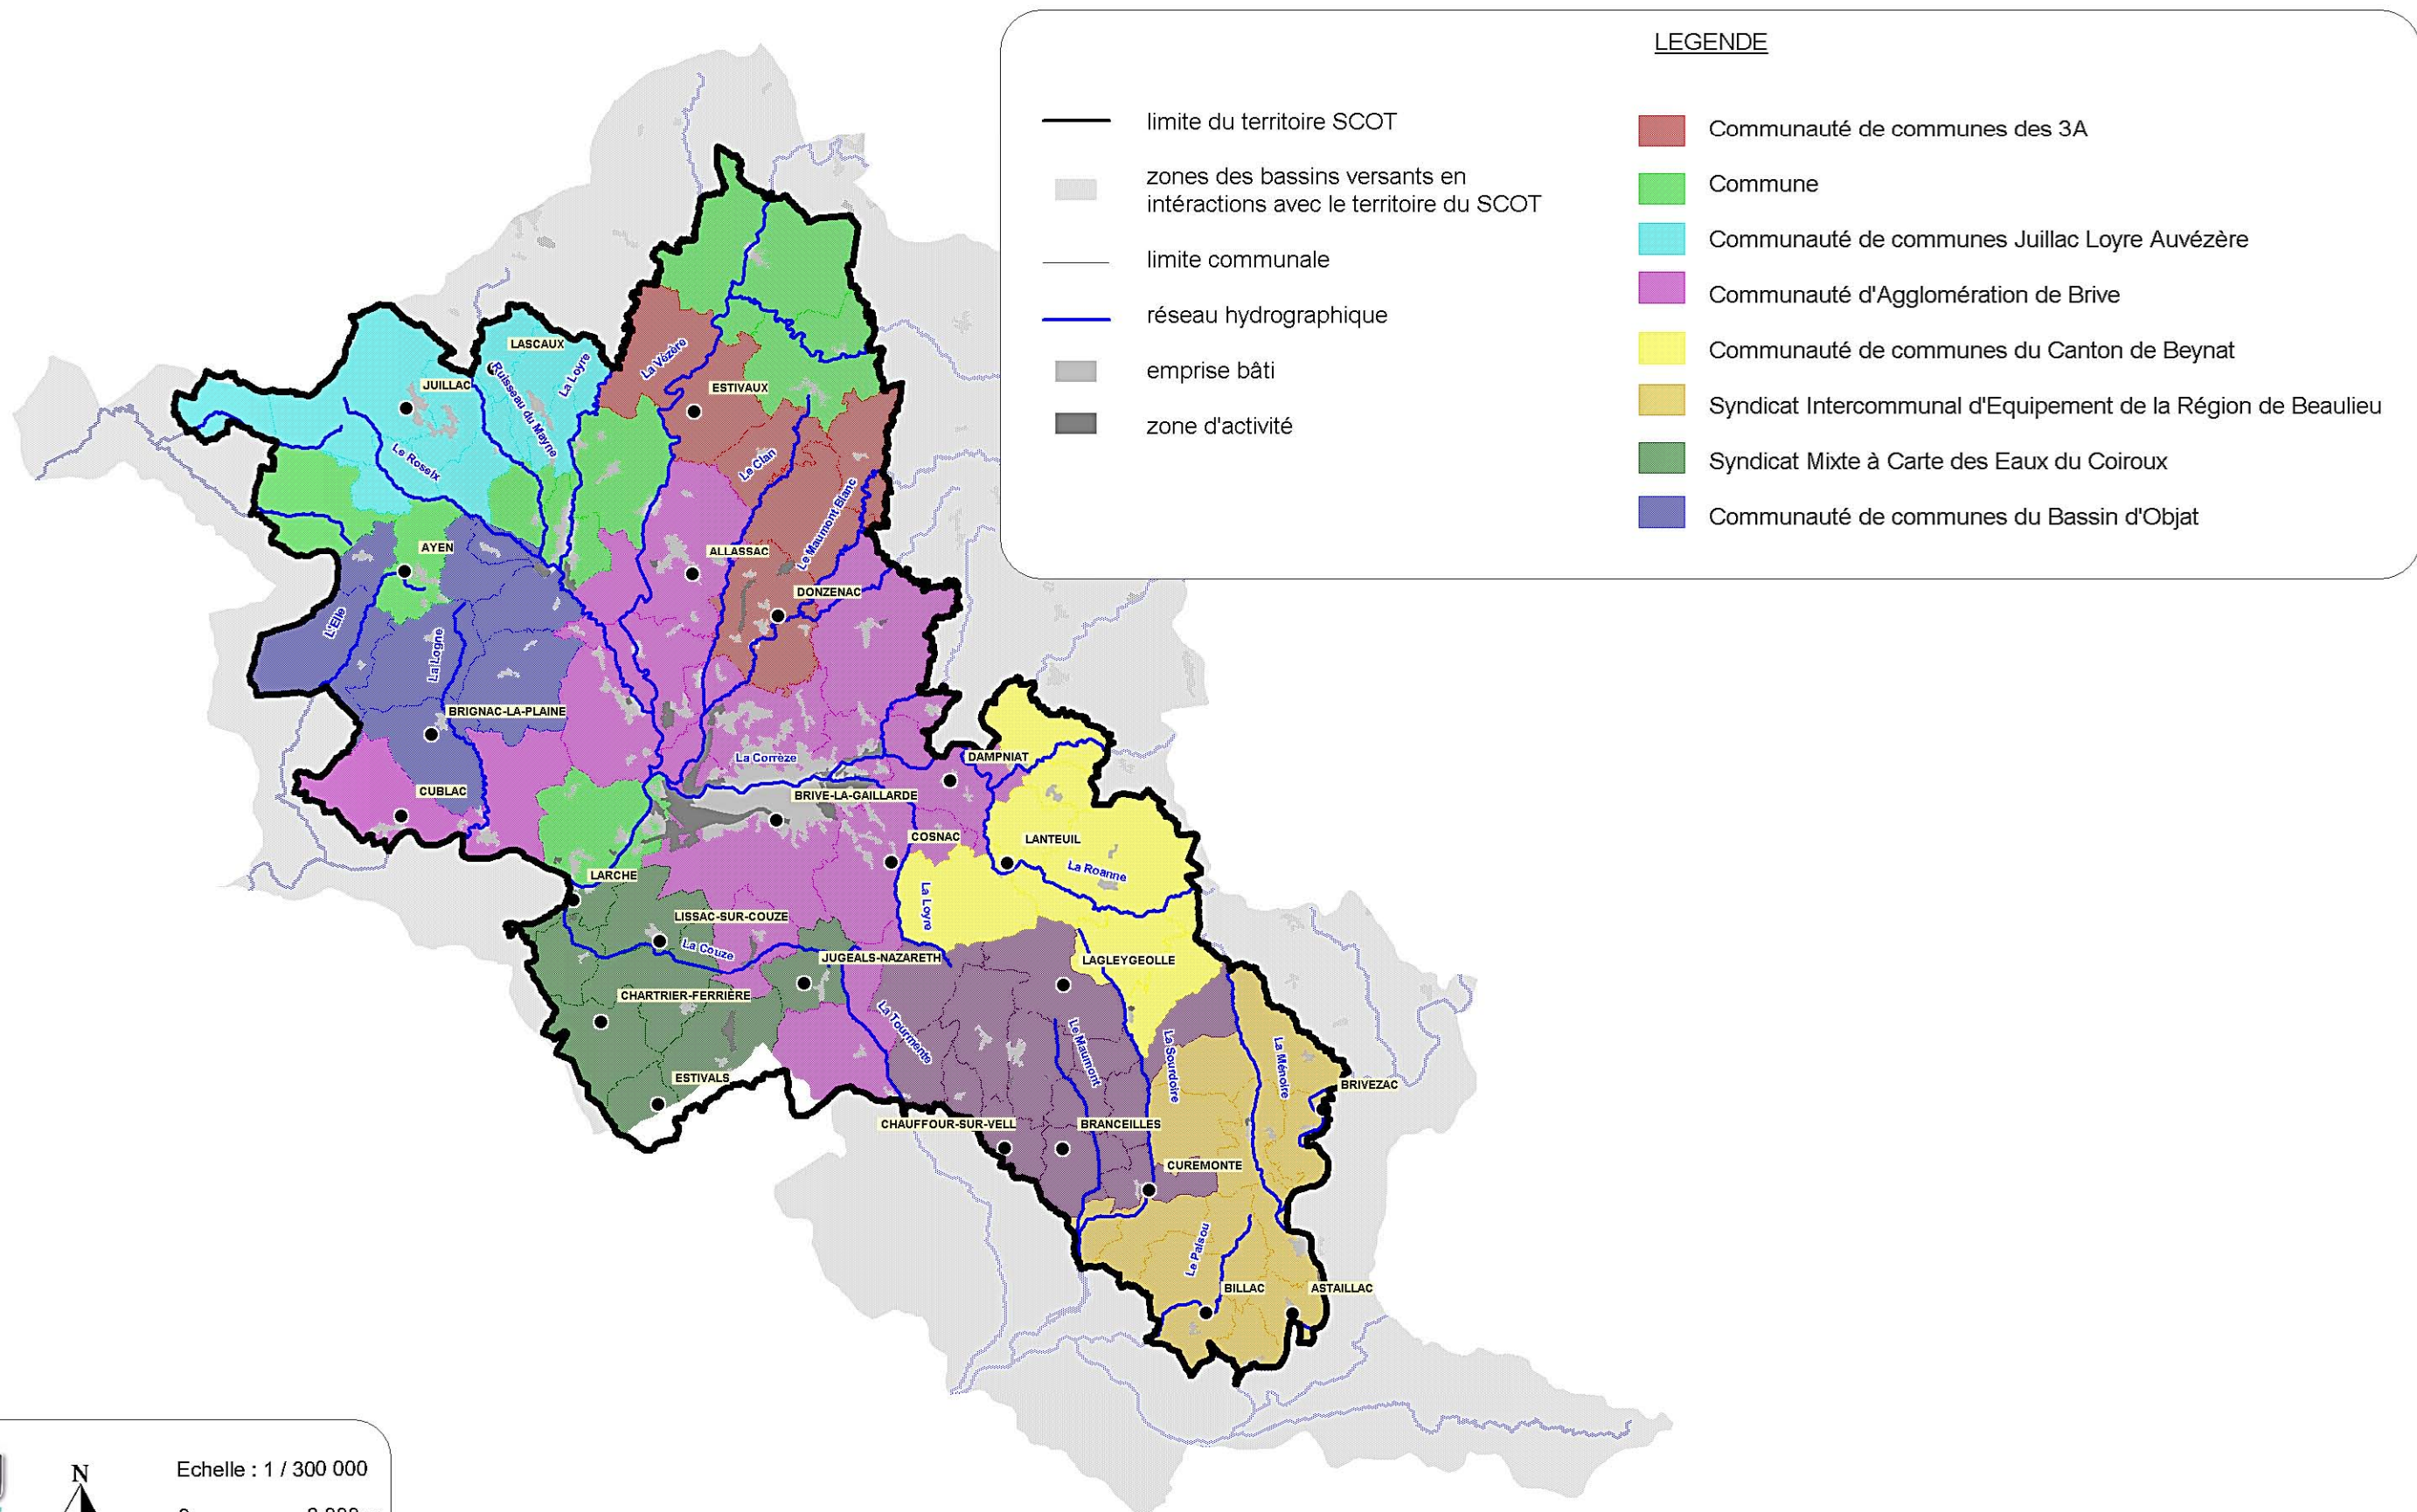 LEGENDE
limite du territoire SCOT
zones des bassins versants en
intéractions avec le territoire du SCOT
limite communale
réseau hydrographique
emprise bâti
zone d'activité
Communauté de communes des 3A
Commune
Communauté de communes Juillac Loyre Auvézère
Communauté d'Agglomération de Brive
Communauté de communes du Canton de Beynat
Syndicat Intercommunal d'Equipement de la Région de Beaulieu
Syndicat Mixte à Carte des Eaux du Coiroux
Communauté de communes du Bassin d'Objat
LASCAUX
La Loyre
La Vézère
JUILLAC
Ruisseau du Mayne
ESTIVAUX
Le Roseix
Le Clan
Le Maumont Blanc
AYEN
ALLASSAC
DONZENAC
L'Elle
La Logne
BRIGNAC-LA-PLAINE
La Corrèze
DAMPNIAT
CUBLAC
BRIVE-LA-GAILLARDE
COSNAC
LANTEUIL
La Roanne
LARCHE
La Loyre
LISSAC-SUR-COUZE
La Couze
JUGEALS-NAZARETH
LAGLEYGEOLLE
CHARTRIER-FERRIÈRE
La Tourmente
Le Maumont
La Sourdoire
La Ménoire
ESTIVALS
BRIVEZAC
CHAUFFOUR-SUR-VELL
BRANCEILLES
CUREMONTE
Le Palsou
BILLAC
ASTAILLAC
N
Echelle : 1 / 300 000